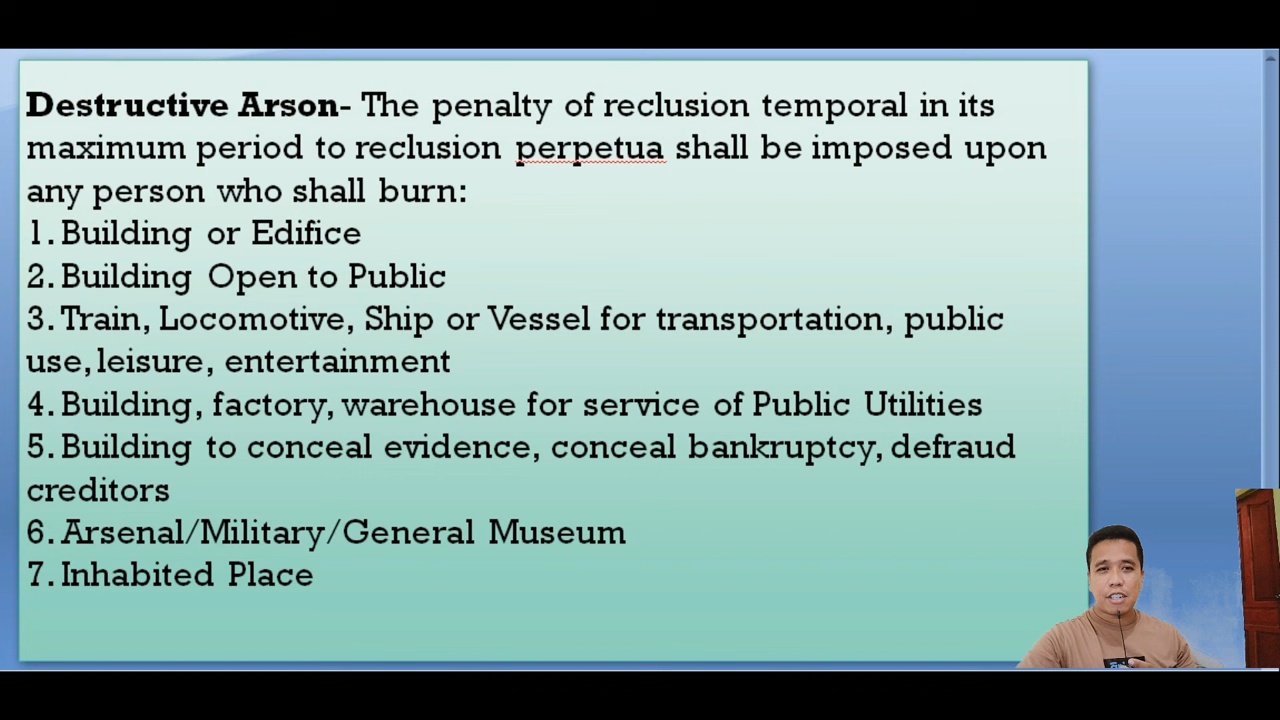 Destructive Arson- The penalty of reclusion temporal in its
maximum period to reclusion perpetua shall be imposed upon
any person who shall burn:
1. Building or Edifice
2. Building Open to Public
3. Train, Locomotive, Ship or Vessel for transportation, public
use, leisure, entertainment
4. Building, factory, warehouse for service of Public Utilities
5. Building to conceal evidence, conceal bankruptcy, defraud
creditors
6. Arsenal/Military/General Museum
7. Inhabited Place